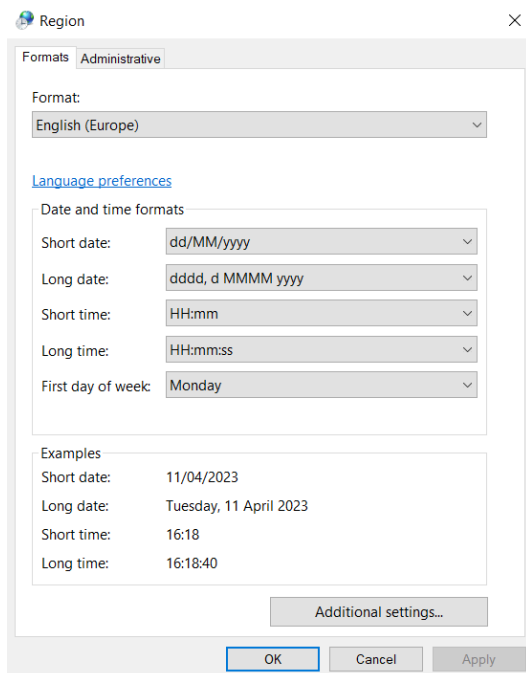 Region
Formats Administrative
Format:
English (Europe)
Language preferences
Date and time formats
Short date: dd/MM/yyyy
Long date: dddd, d MMMM yyyy
Short time: HH:mm
Long time: HH:mm:ss
First day of week: Monday
Examples
Short date: 11/04/2023
Long date: Tuesday, 11 April 2023
Short time: 16:18
Long time: 16:18:40
Additional settings...
OK Cancel Apply